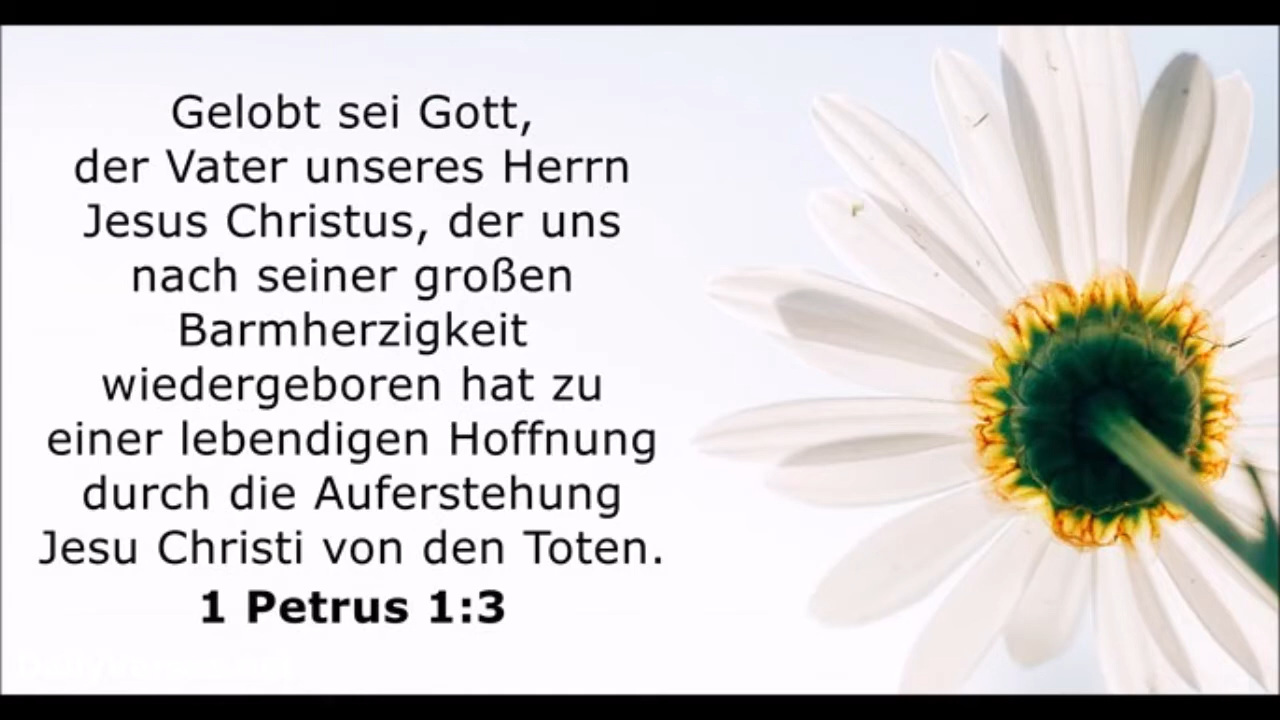 Gelobt sei Gott,
der Vater unseres Herrn
Jesus Christus, der uns
nach seiner großen
Barmherzigkeit
wiedergeboren hat zu
einer lebendigen Hoffnung
durch die Auferstehung
Jesu Christi von den Toten.
1 Petrus 1:3